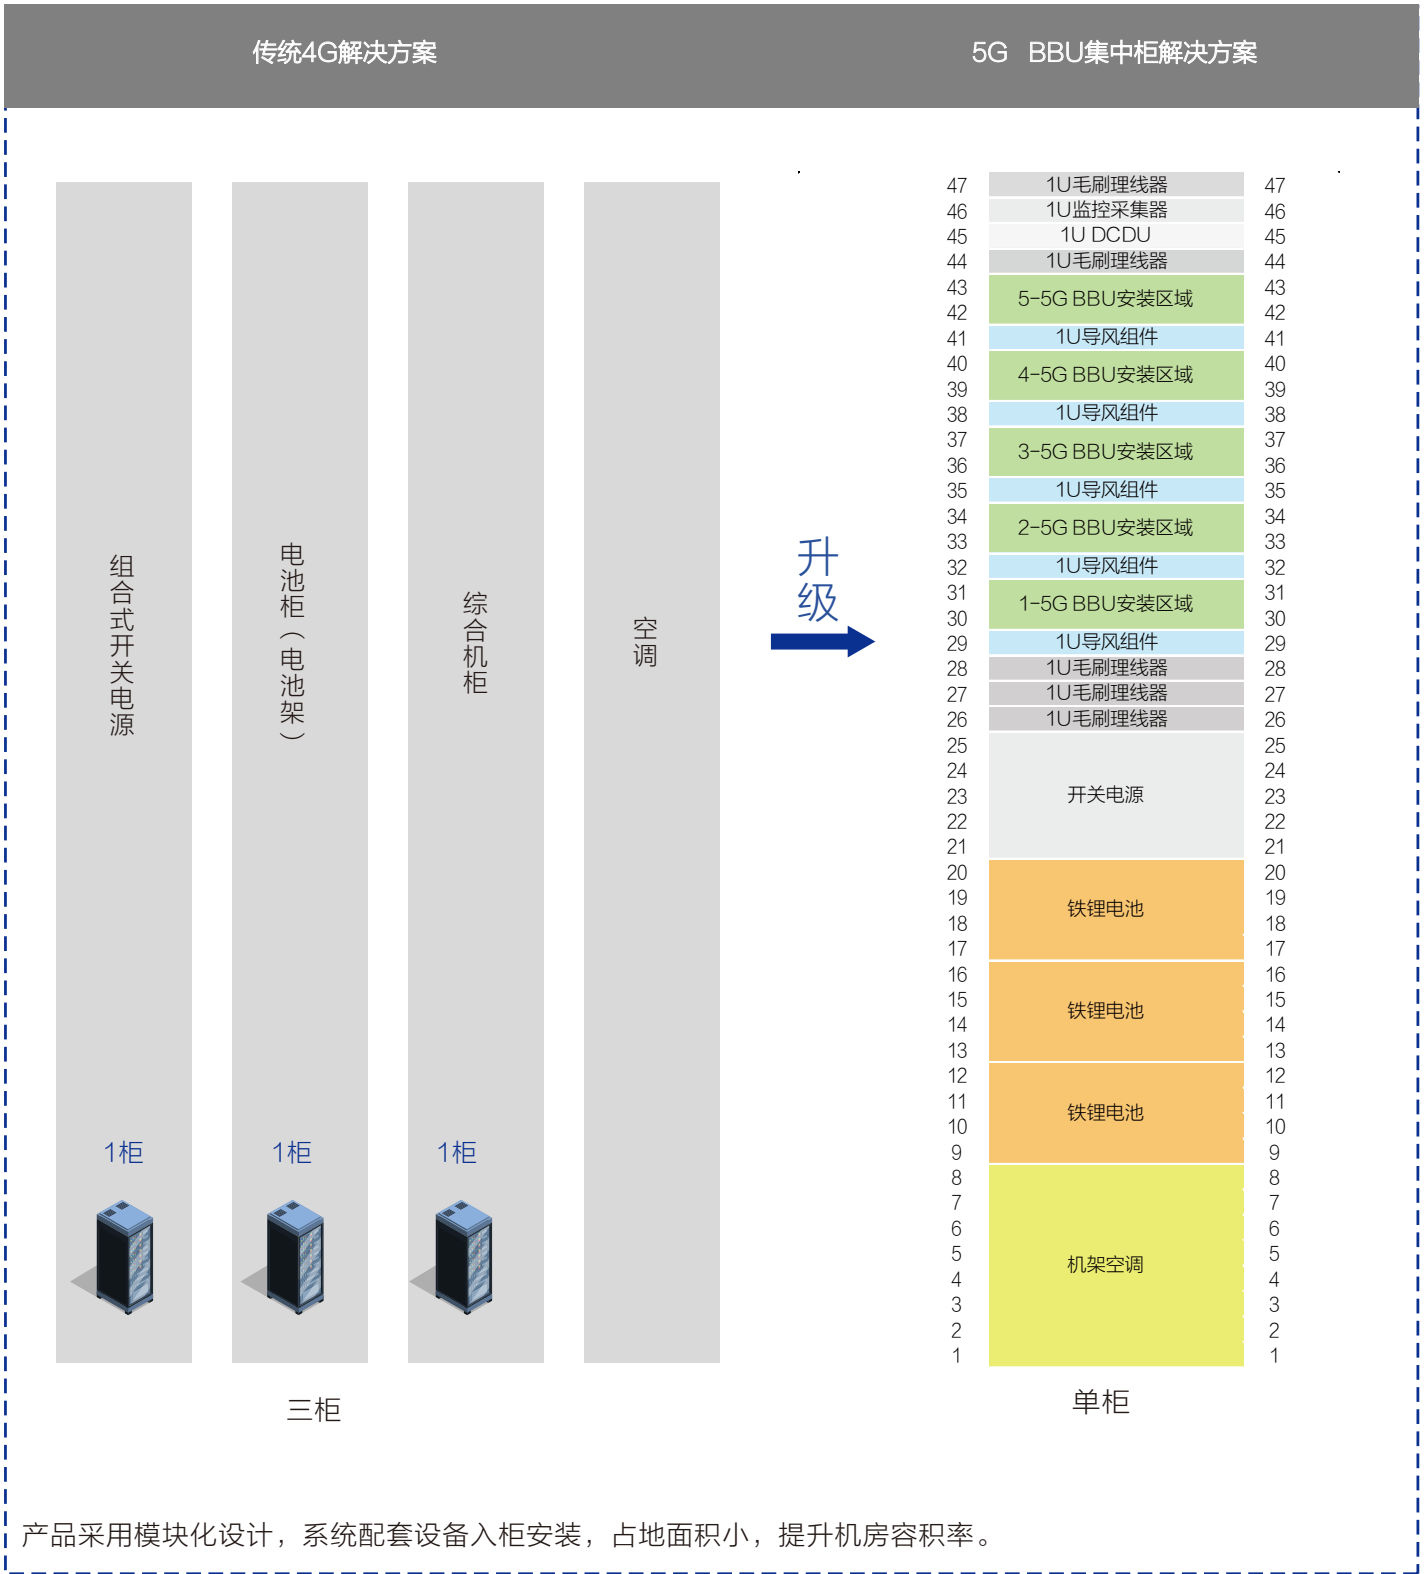 传统4G解决方案
5G BBU集中柜解决方案
组合式开关电源
电池柜（电池架）
综合机柜
空调
1柜
1柜
1柜
三柜
升级
47 1U毛刷理线器 47
46 1U监控采集器 46
45 1U DCDU 45
44 1U毛刷理线器 44
43 43
5-5G BBU安装区域
42 42
41 1U导风组件 41
40 40
4-5G BBU安装区域
39 39
38 1U导风组件 38
37 37
3-5G BBU安装区域
36 36
35 1U导风组件 35
34 34
2-5G BBU安装区域
33 33
32 1U导风组件 32
31 31
1-5G BBU安装区域
30 30
29 1U导风组件 29
28 1U毛刷理线器 28
27 1U毛刷理线器 27
26 1U毛刷理线器 26
25 25
24 24
23 开关电源 23
22 22
21 21
20 20
19 19
铁锂电池
18 18
17 17
16 16
15 15
铁锂电池
14 14
13 13
12 12
11 11
铁锂电池
10 10
9 9
8 8
7 7
6 6
5 5
机架空调
4 4
3 3
2 2
1 1
单柜
产品采用模块化设计，系统配套设备入柜安装，占地面积小，提升机房容积率。